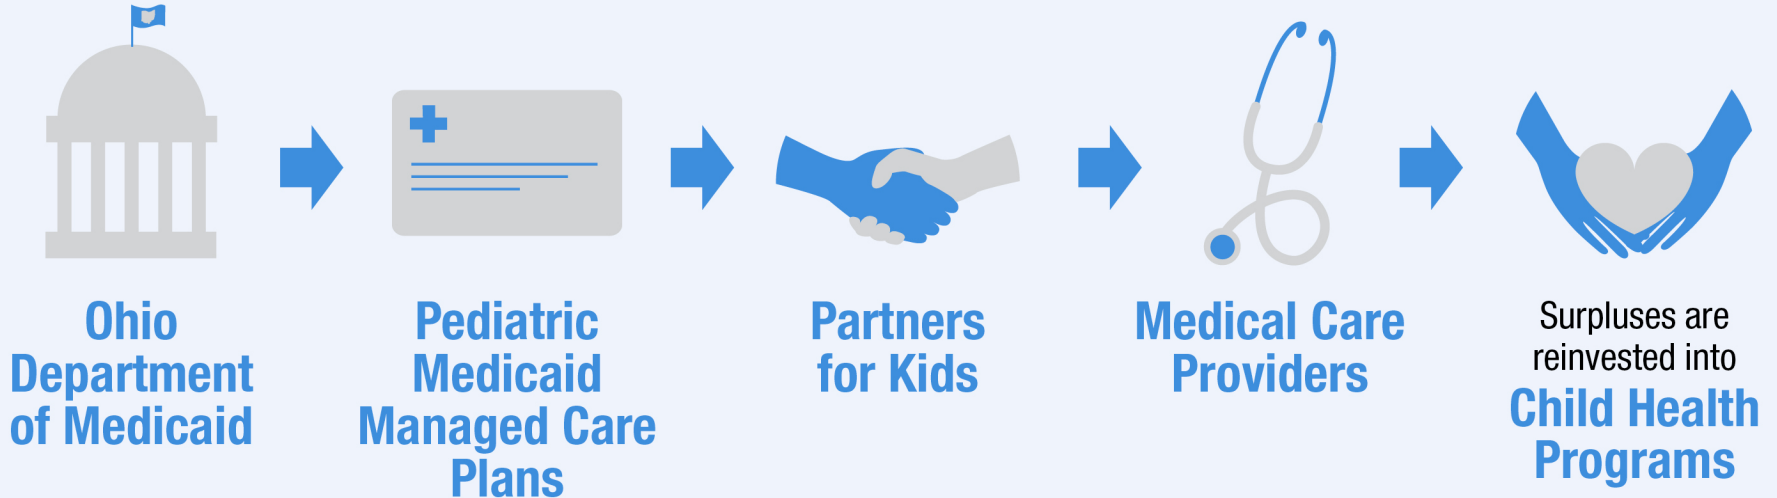 Ohio
Department
of Medicaid
Pediatric
Medicaid
Managed Care
Plans
Partners
for Kids
Medical Care
Providers
Surpluses are
reinvested into
Child Health
Programs